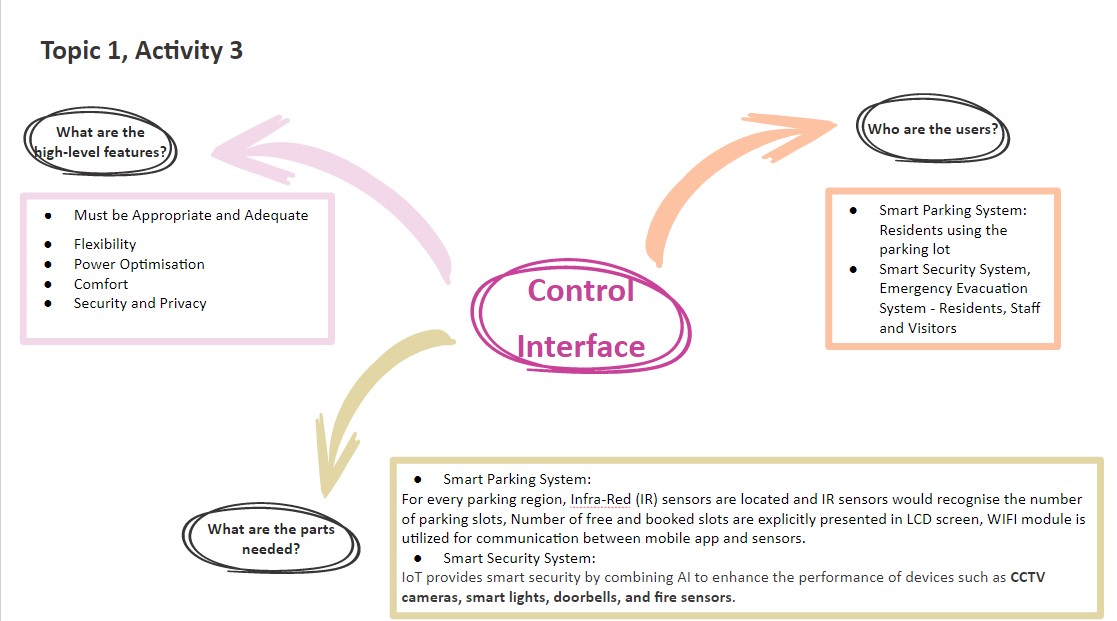 Topic 1, Activity 3
What are the
high-level features?
● Must be Appropriate and Adequate
● Flexibility
● Power Optimisation
● Comfort
● Security and Privacy
Who are the users?
● Smart Parking System:
Residents using the
parking lot
● Smart Security System,
Emergency Evacuation
System - Residents, Staff
and Visitors
Control
Interface
What are the parts
needed?
● Smart Parking System:
For every parking region, Infra-Red (IR) sensors are located and IR sensors would recognise the number
of parking slots, Number of free and booked slots are explicitly presented in LCD screen, WIFI module is
utilized for communication between mobile app and sensors.
● Smart Security System:
IoT provides smart security by combining AI to enhance the performance of devices such as CCTV
cameras, smart lights, doorbells, and fire sensors.